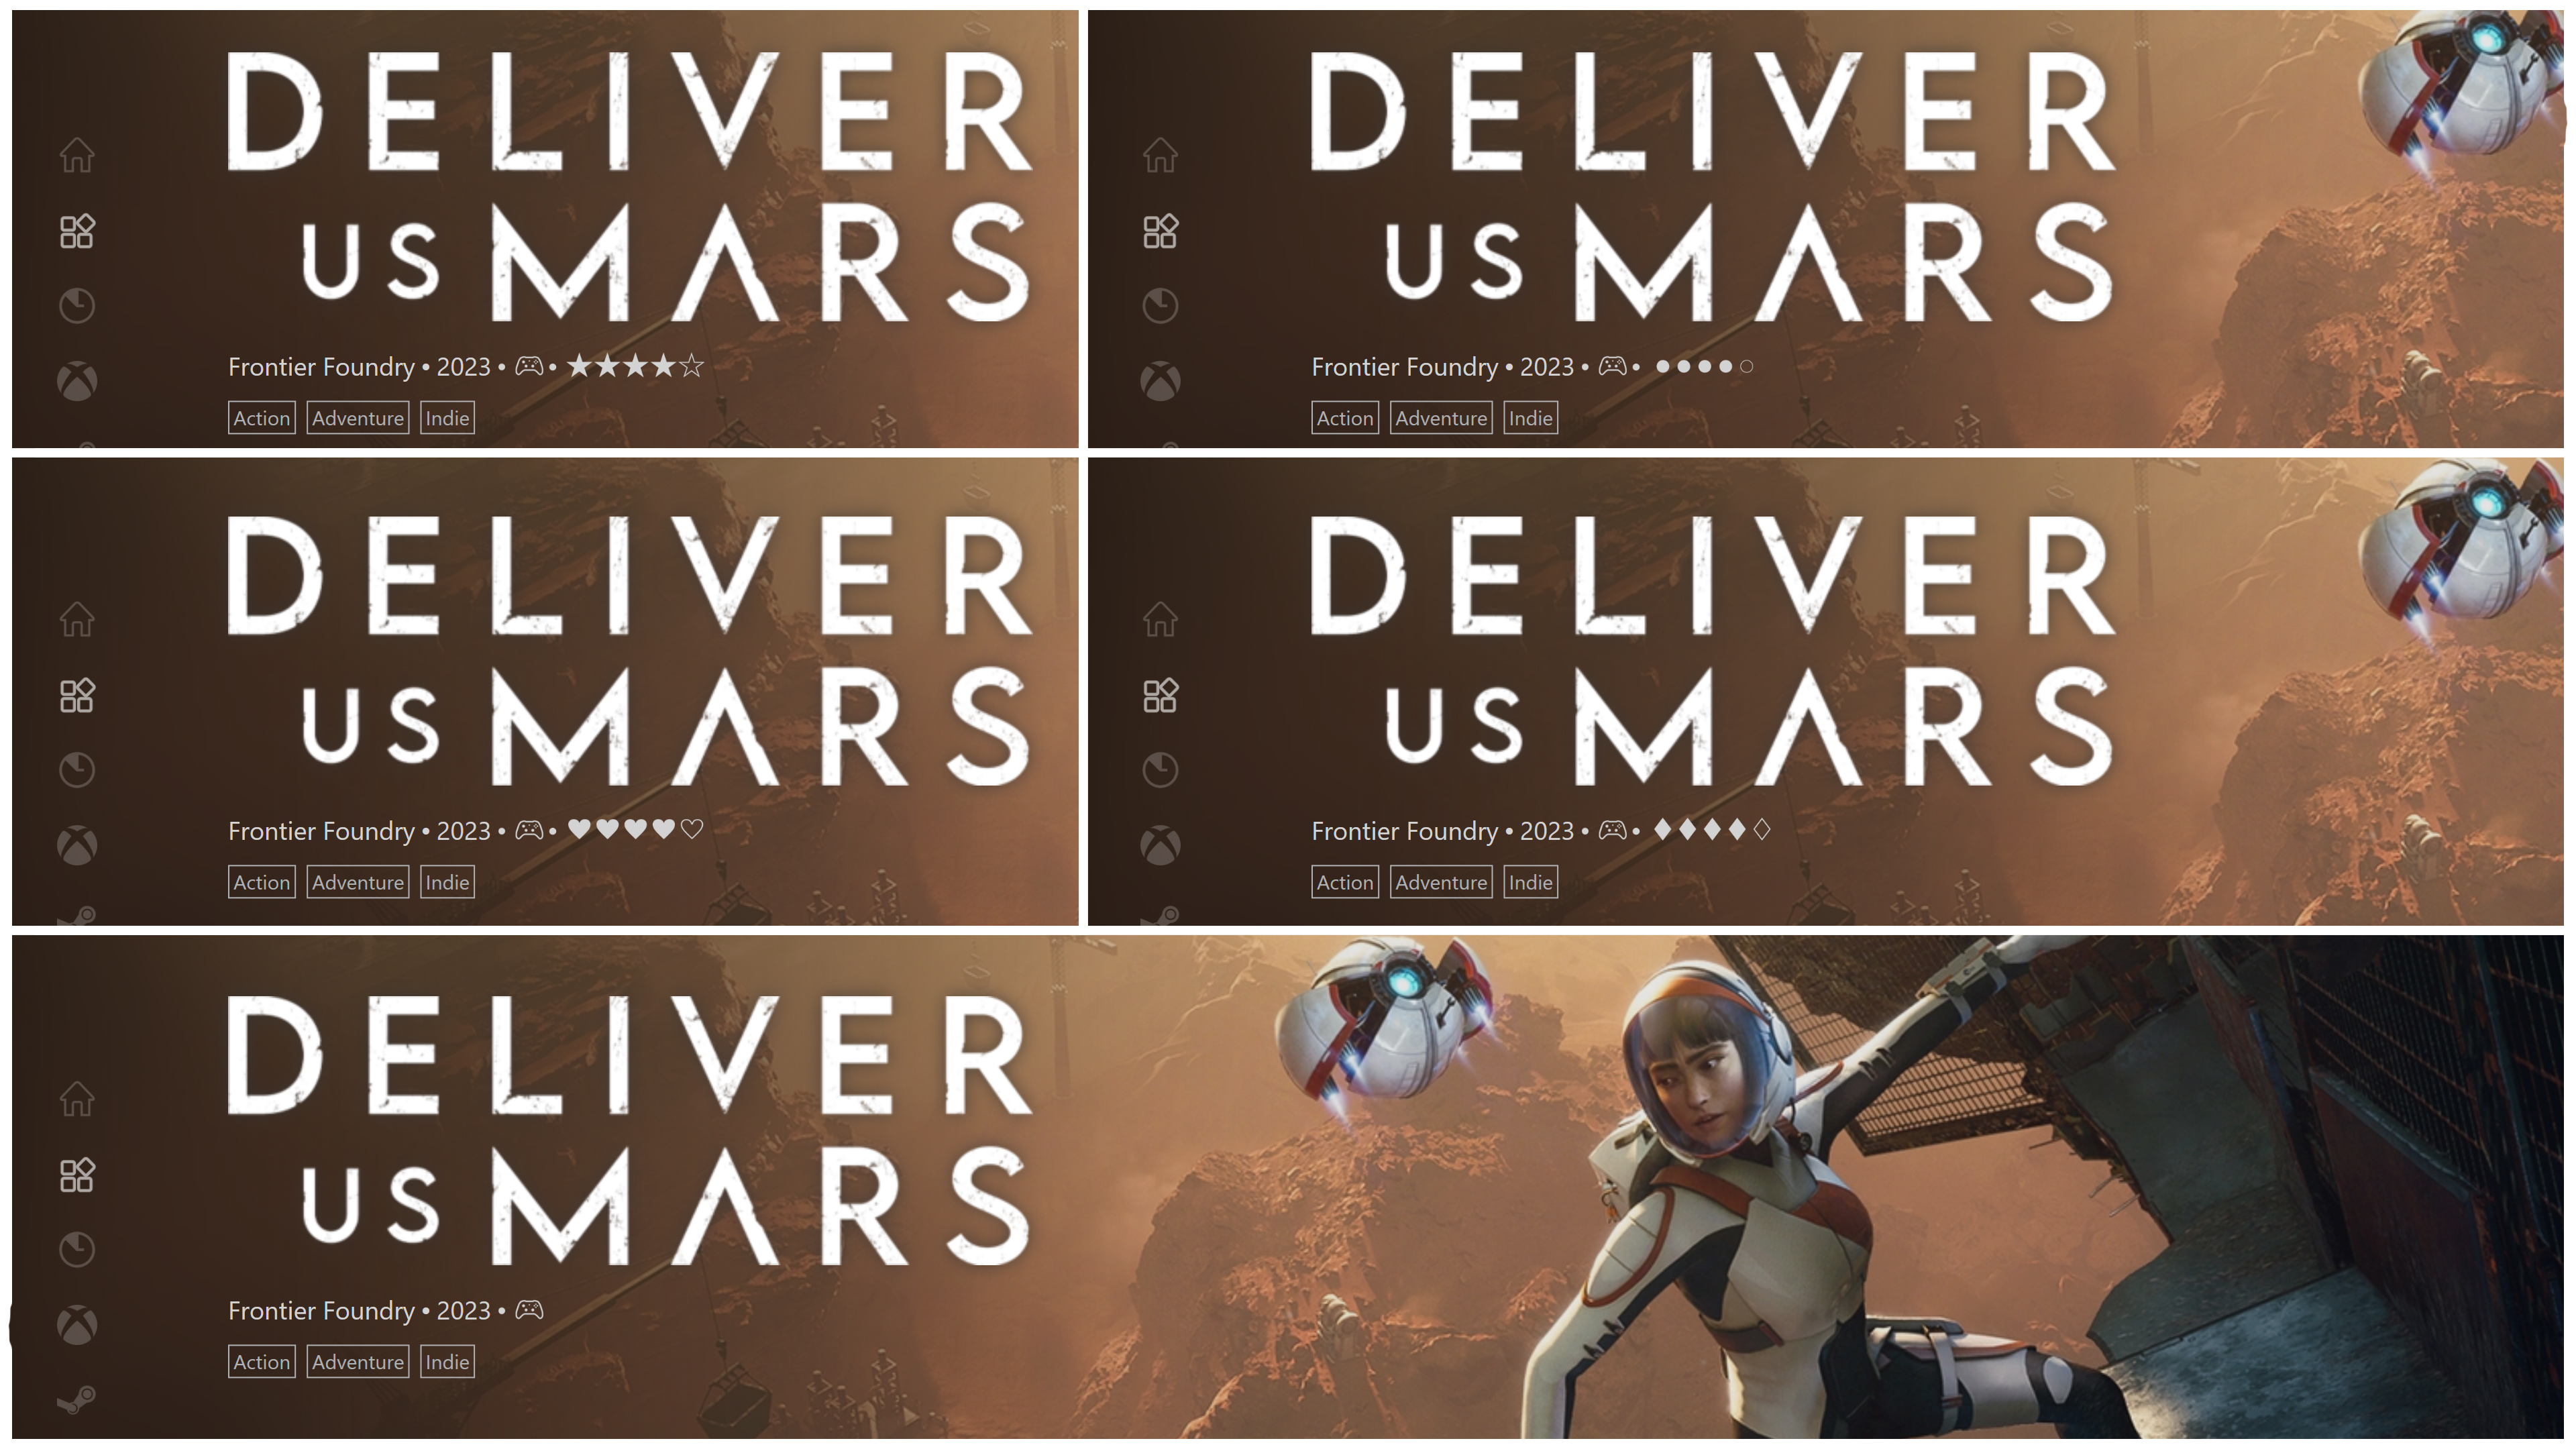 DELIVER
US MARS
Frontier Foundry • 2023 • 🎮 • ★★★★☆
Action Adventure Indie
DELIVER
US MARS
Frontier Foundry • 2023 • 🎮 • ●●●●○
Action Adventure Indie
DELIVER
US MARS
Frontier Foundry • 2023 • 🎮 • ♥♥♥♥♡
Action Adventure Indie
DELIVER
US MARS
Frontier Foundry • 2023 • 🎮 • ♦♦♦♦♢
Action Adventure Indie
DELIVER
US MARS
Frontier Foundry • 2023 • 🎮
Action Adventure Indie